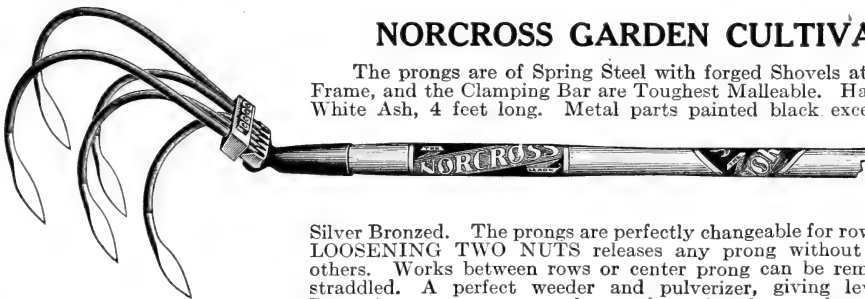 NORCROSS GARDEN CULTIVA
The prongs are of Spring Steel with forged Shovels at
Frame, and the Clamping Bar are Toughest Malleable. Ha
White Ash, 4 feet long. Metal parts painted black exce
NORCROSS
NOR
Silver Bronzed. The prongs are perfectly changeable for row
LOOSENING TWO NUTS releases any prong without
others. Works between rows or center prong can be rem
straddled. A perfect weeder and pulverizer, giving le